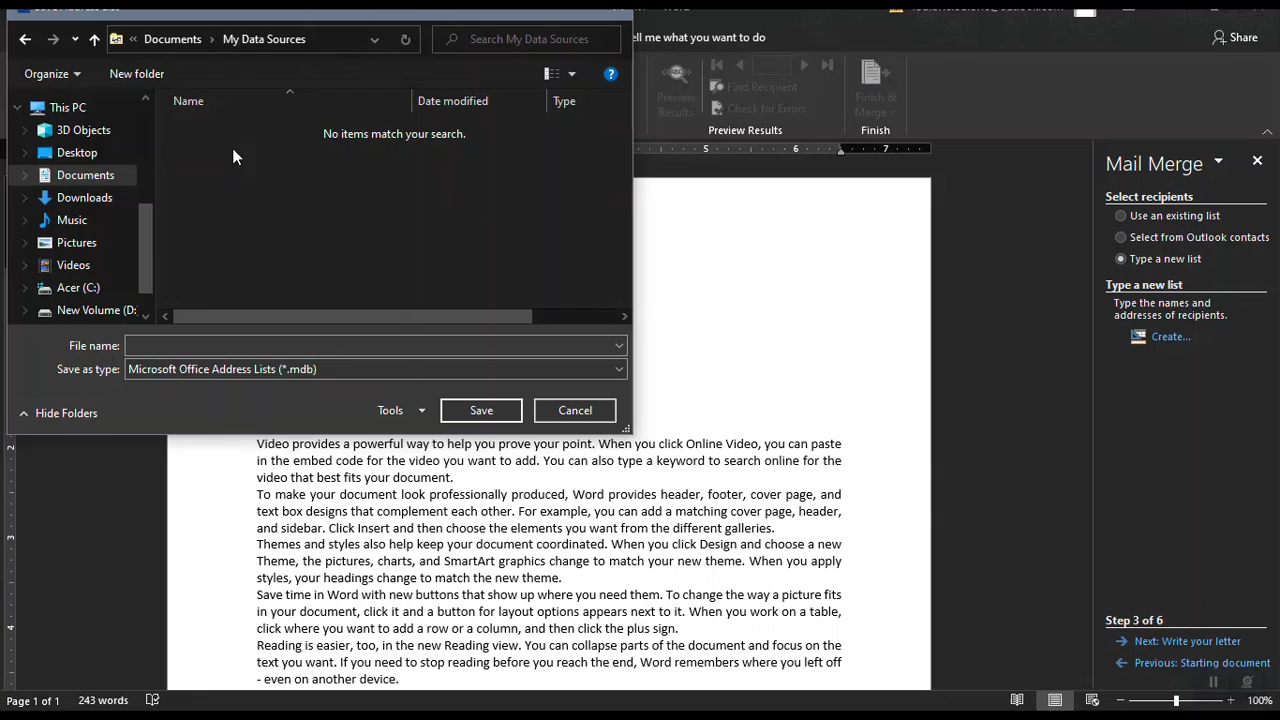 Word
Documents > My Data Sources
Search My Data Sources
ell me what you want to do
Share
Organize
New folder
Name
Date modified
Type
No items match your search.
This PC
3D Objects
Desktop
Documents
Downloads
Music
Pictures
Videos
Acer (C:)
New Volume (D:
File name:
Save as type:
Microsoft Office Address Lists (*.mdb)
Hide Folders
Tools
Save
Cancel
Preview
Results
Find Recipient
Check for Errors
Preview Results
Finish &
Merge
Finish
5 6 7
Mail Merge
Select recipients
Use an existing list
Select from Outlook contacts
Type a new list
Type a new list
Type the names and
addresses of recipients.
Create...
2
3
4
Video provides a powerful way to help you prove your point. When you click Online Video, you can paste
in the embed code for the video you want to add. You can also type a keyword to search online for the
video that best fits your document.
To make your document look professionally produced, Word provides header, footer, cover page, and
text box designs that complement each other. For example, you can add a matching cover page, header,
and sidebar. Click Insert and then choose the elements you want from the different galleries.
Themes and styles also help keep your document coordinated. When you click Design and choose a new
Theme, the pictures, charts, and SmartArt graphics change to match your new theme. When you apply
styles, your headings change to match the new theme.
Save time in Word with new buttons that show up where you need them. To change the way a picture fits
in your document, click it and a button for layout options appears next to it. When you work on a table,
click where you want to add a row or a column, and then click the plus sign.
Reading is easier, too, in the new Reading view. You can collapse parts of the document and focus on the
text you want. If you need to stop reading before you reach the end, Word remembers where you left off
- even on another device.
Step 3 of 6
Next: Write your letter
Previous: Starting document
Page 1 of 1
243 words
100%